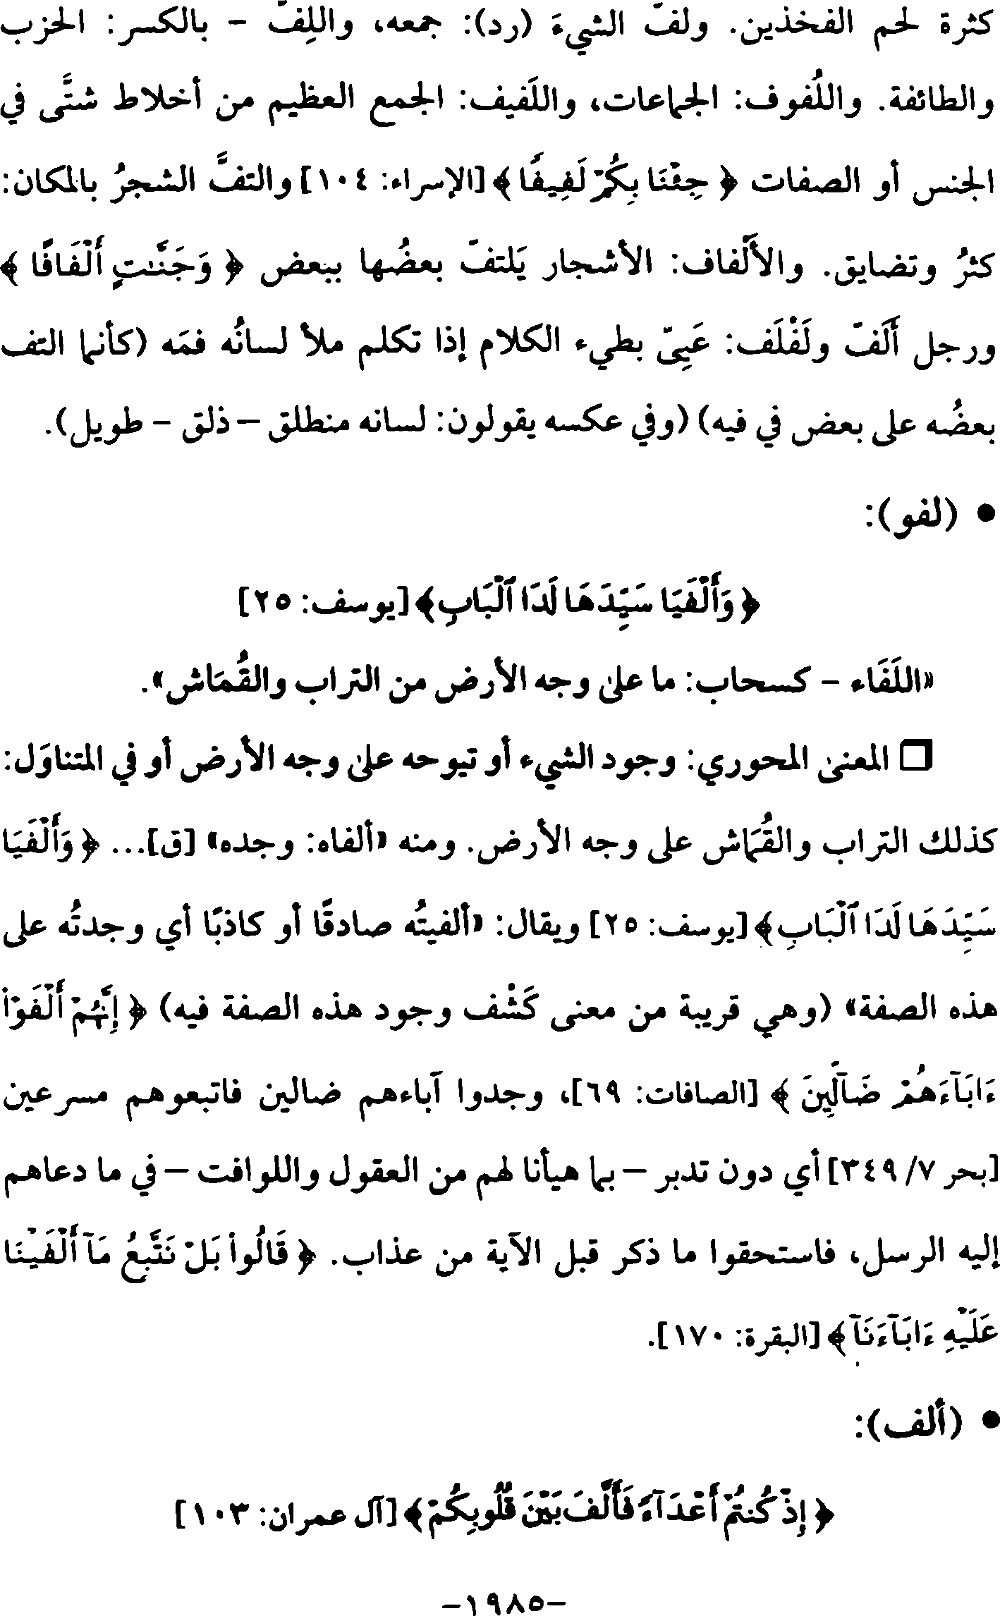 كثرة لحم الفخذين. ولفّ الشيءَ (رد): جمعه، واللِفّ – بالكسر: الحزب
والطائفة. واللُفوف: الجماعات، واللَفيف: الجمع العظيم من أخلاط شتَّى في
الجنس أو الصفات ﴿ جِئْنَا بِكُمْ لَفِيفًا ﴾ [الإسراء: ١٠٤] والتفَّ الشجرُ بالمكان:
كثرُ وتضايق. والأَلْفاف: الأشجار يَلتفّ بعضُها ببعض ﴿ وَجَنَّـٰتٍ أَلْفَافًا ﴾
ورجل أَلَفّ ولَفْلَف: عَيِيّ بطيء الكلام إذا تكلم ملأ لسانُه فمَه (كأنما التف
بعضُه على بعض في فيه) (وفي عكسه يقولون: لسانه منطلق – ذلق – طويل).
• (لفو):
﴿ وَأَلْفَيَا سَيِّدَهَا لَدَا ٱلْبَابِ﴾ [يوسف: ٢٥]
«اللَفَاء – كسحاب: ما على وجه الأرض من التراب والقُمَاش».
❒ المعنى المحوري: وجود الشيء أو تيوحه على وجه الأرض أو في المتناوَل:
كذلك التراب والقُمَاش على وجه الأرض. ومنه «ألفاه: وجده» [ق]... ﴿ وَأَلْفَيَا
سَيِّدَهَا لَدَا ٱلْبَابِ﴾ [يوسف: ٢٥] ويقال: «ألفيتُه صادقًا أو كاذبًا أي وجدتُه على
هذه الصفة» (وهي قريبة من معنى كَشْف وجود هذه الصفة فيه) ﴿ إِنَّهُمْ أَلْفَوْا۟
ءَابَآءَهُمْ ضَآلِّينَ ﴾ [الصافات: ٦٩]، وجدوا آباءهم ضالين فاتبعوهم مسرعين
[بحر ٧/ ٣٤٩] أي دون تدبر – بما هيأنا لهم من العقول واللوافت – في ما دعاهم
إليه الرسل، فاستحقوا ما ذكر قبل الآية من عذاب. ﴿ قَالُوا۟ بَلْ نَتَّبِعُ مَآ أَلْفَيْنَا
عَلَيْهِ ءَابَآءَنَآ﴾ [البقرة: ١٧٠].
• (ألف):
﴿ إِذْ كُنتُمْ أَعْدَآءً فَأَلَّفَ بَيْنَ قُلُوبِكُمْ﴾ [آل عمران: ١٠٣]
–١٩٨٥–